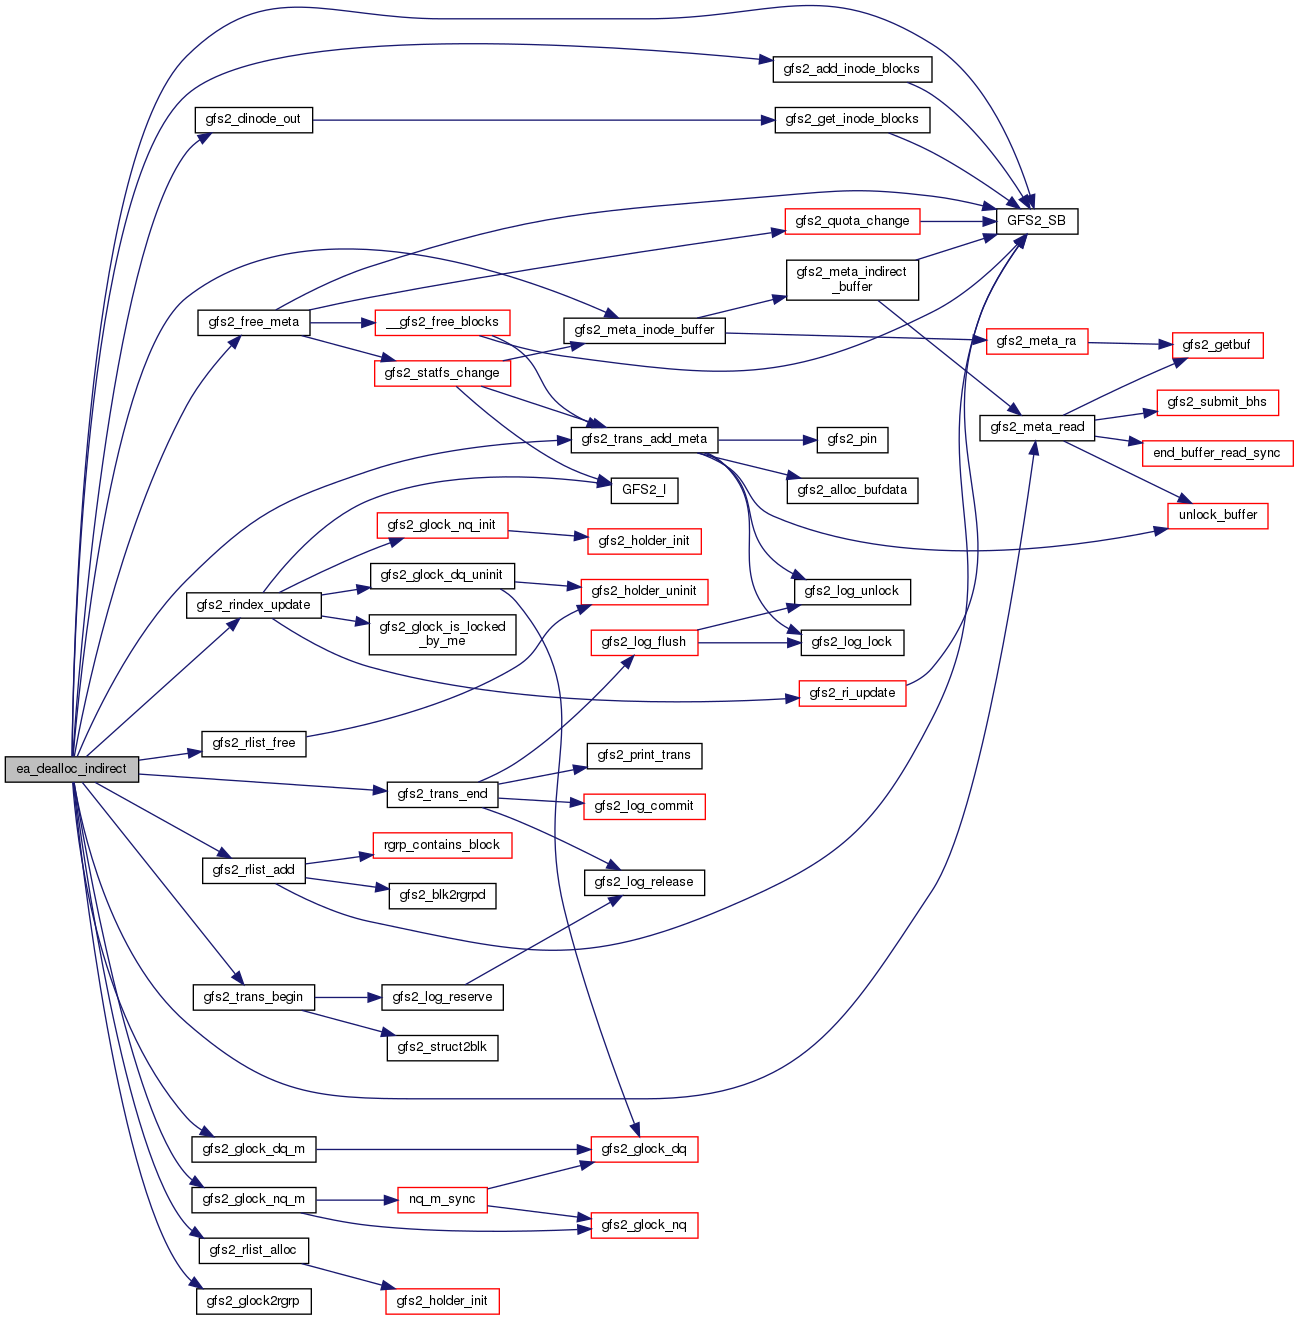 gfs2_add_inode_blocks
gfs2_dinode_out
gfs2_get_inode_blocks
gfs2_quota_change
GFS2_SB
gfs2_meta_indirect
_buffer
gfs2_free_meta
__gfs2_free_blocks
gfs2_meta_inode_buffer
gfs2_meta_ra
gfs2_getbuf
gfs2_statfs_change
gfs2_submit_bhs
gfs2_meta_read
gfs2_trans_add_meta
gfs2_pin
end_buffer_read_sync
GFS2_I
gfs2_alloc_bufdata
unlock_buffer
gfs2_glock_nq_init
gfs2_holder_init
gfs2_glock_dq_uninit
gfs2_holder_uninit
gfs2_log_unlock
gfs2_rindex_update
gfs2_glock_is_locked
_by_me
gfs2_log_flush
gfs2_log_lock
gfs2_ri_update
gfs2_rlist_free
gfs2_print_trans
ea_dealloc_indirect
gfs2_trans_end
gfs2_log_commit
rgrp_contains_block
gfs2_rlist_add
gfs2_blk2rgrpd
gfs2_log_release
gfs2_trans_begin
gfs2_log_reserve
gfs2_struct2blk
gfs2_glock_dq_m
gfs2_glock_dq
gfs2_glock_nq_m
nq_m_sync
gfs2_glock_nq
gfs2_rlist_alloc
gfs2_glock2rgrp
gfs2_holder_init